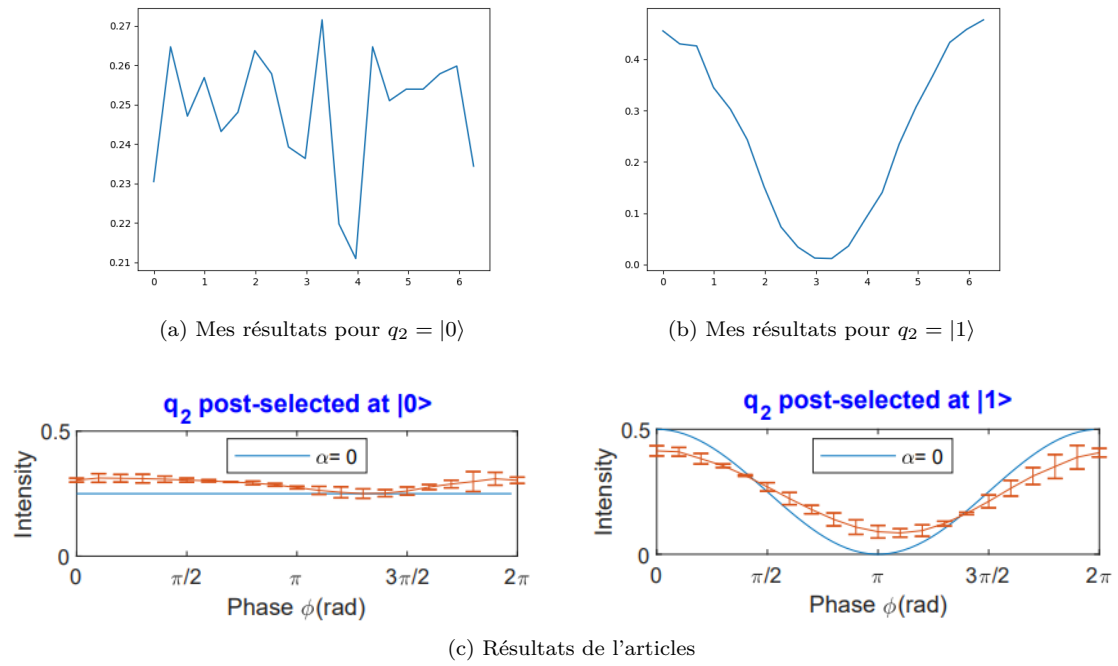 0.27
0.26
0.25
0.24
0.23
0.22
0.21
0 1 2 3 4 5 6
(a) Mes résultats pour q₂ = |0⟩
0.4
0.3
0.2
0.1
0.0
0 1 2 3 4 5 6
(b) Mes résultats pour q₂ = |1⟩
q₂ post-selected at |0>
0.5
α= 0
Intensity
0
0 π/2 π 3π/2 2π
Phase ϕ(rad)
q₂ post-selected at |1>
0.5
α= 0
Intensity
0
0 π/2 π 3π/2 2π
Phase ϕ(rad)
(c) Résultats de l'articles